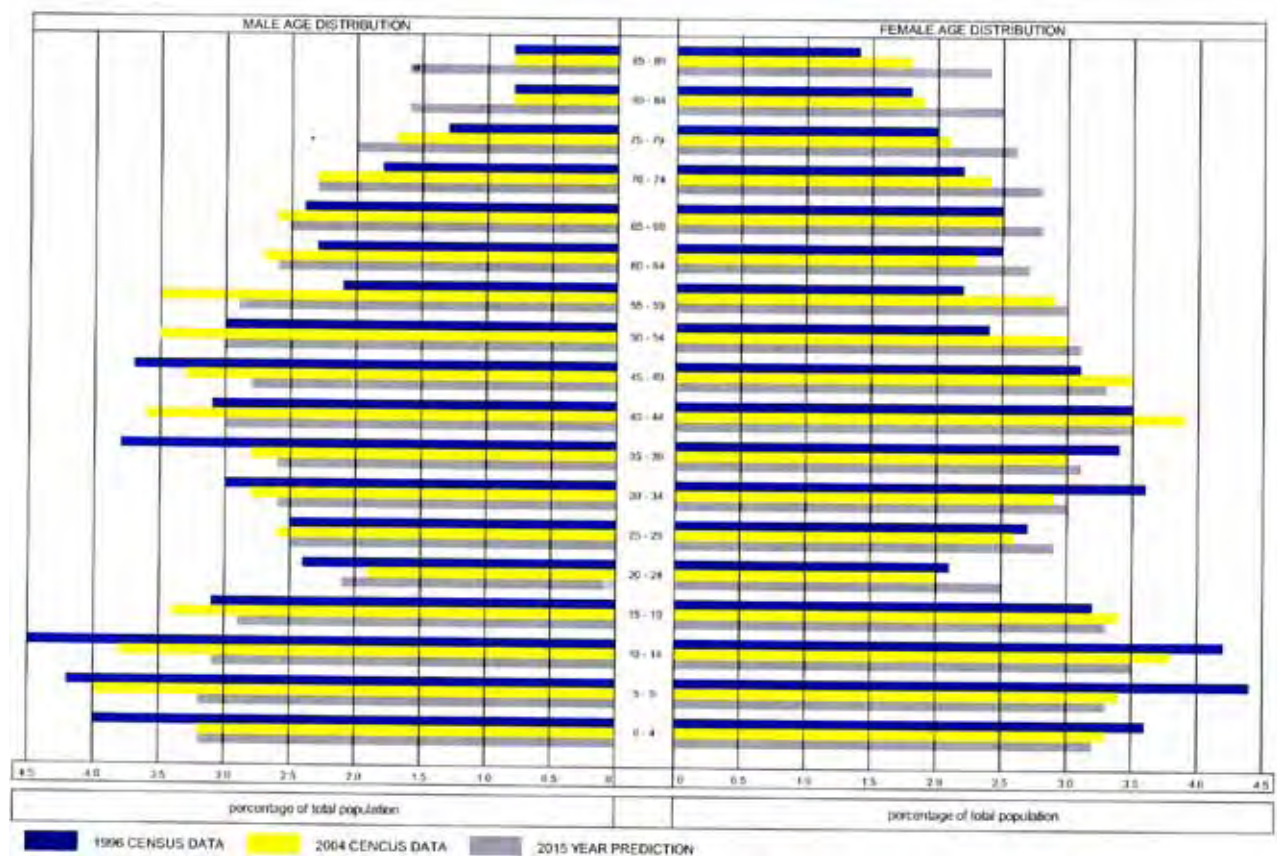 MALE AGE DISTRIBUTION
FEMALE AGE DISTRIBUTION
85 - 89
80 - 84
75 - 79
70 - 74
65 - 69
60 - 64
55 - 59
50 - 54
45 - 49
40 - 44
35 - 39
30 - 34
25 - 29
15 - 19
10 - 14
5 - 9
0 - 4
4.5 4.0 3.5 3.0 2.5 2.0 1.5 1.0 0.5 0
0 0.5 1.0 1.5 2.0 2.5 3.0 3.5 4.0 4.5
percentage of total population
percentage of total population
1996 CENSUS DATA
2004 CENCUS DATA
2015 YEAR PREDICTION